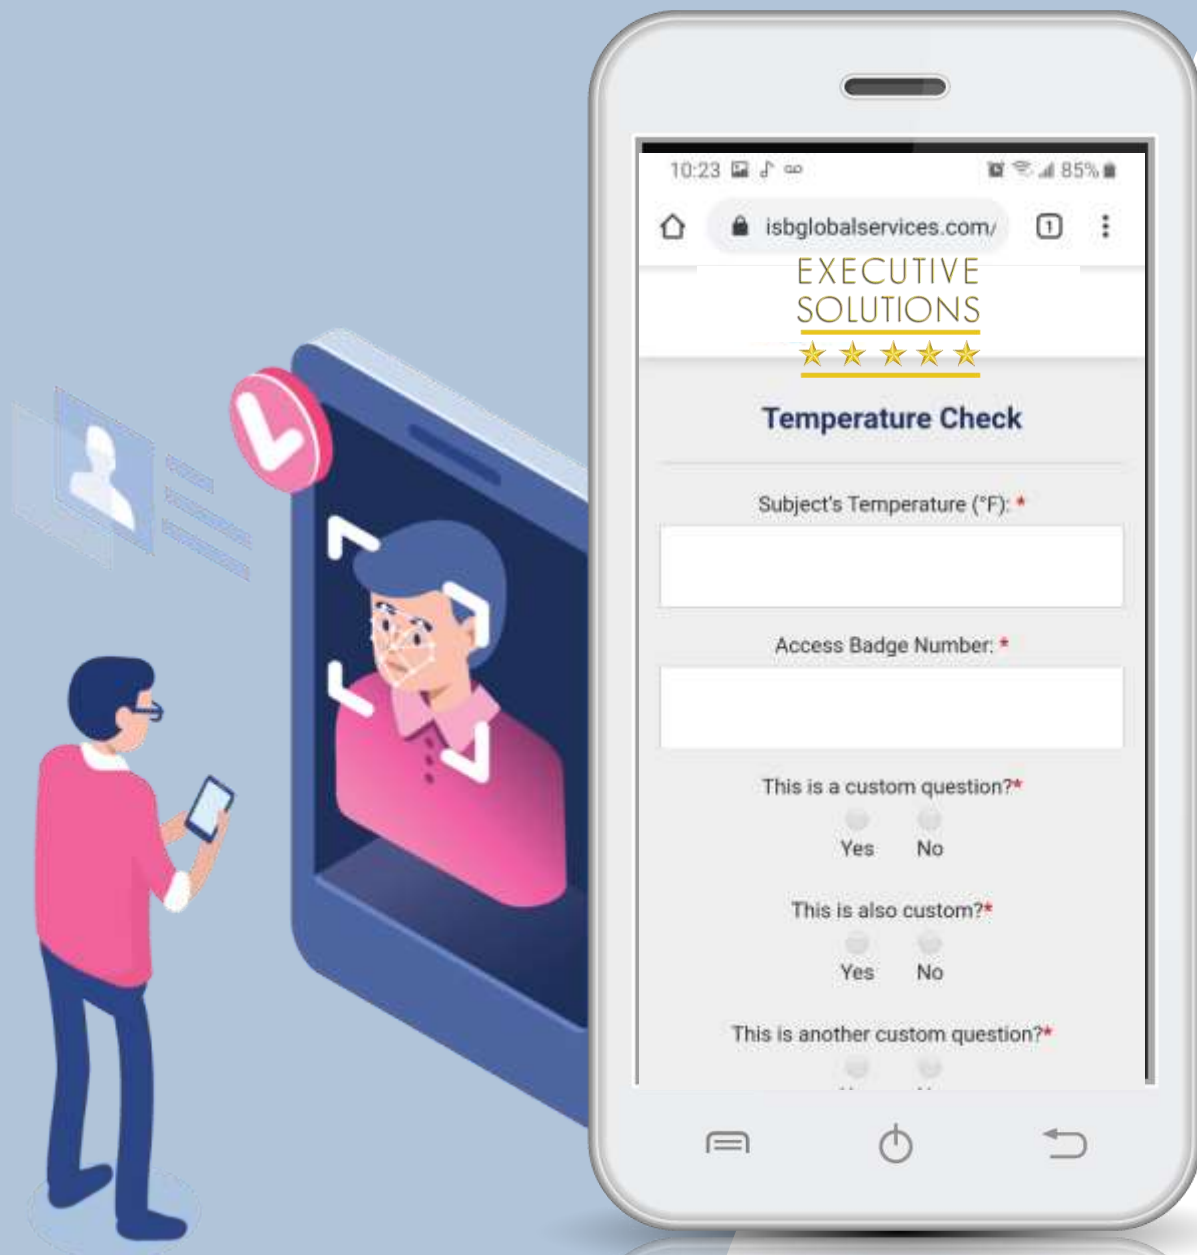 10:23
85%
isbglobalservices.com/
1
EXECUTIVE
SOLUTIONS
Temperature Check
Subject's Temperature (°F): *
Access Badge Number: *
This is a custom question?*
Yes No
This is also custom?*
Yes No
This is another custom question?*